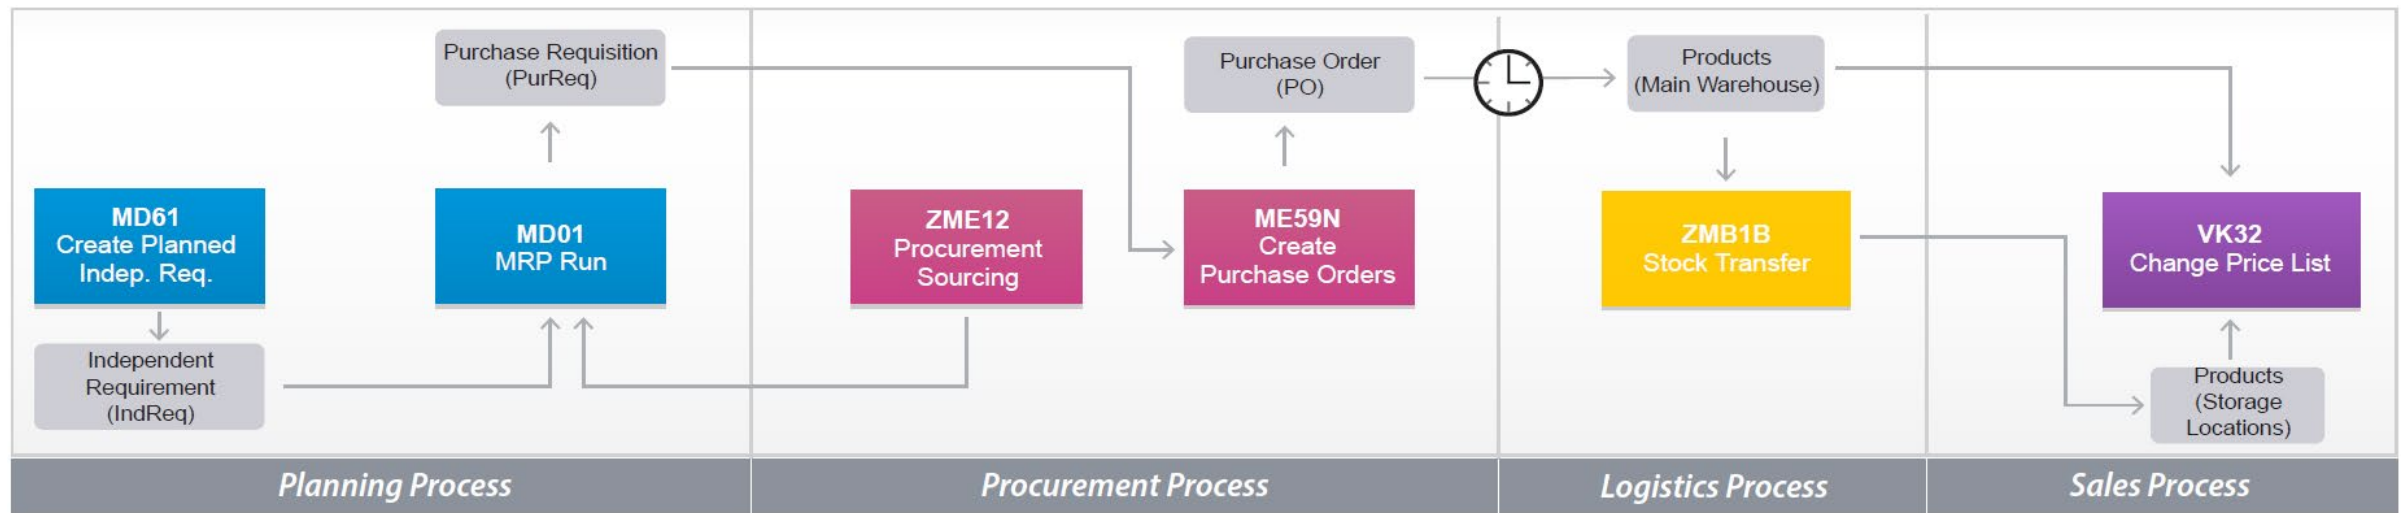 Purchase Requisition
(PurReq)
Purchase Order
(PO)
Products
(Main Warehouse)
MD61
Create Planned
Indep. Req.
MD01
MRP Run
ZME12
Procurement
Sourcing
ME59N
Create
Purchase Orders
ZMB1B
Stock Transfer
VK32
Change Price List
Independent
Requirement
(IndReq)
Products
(Storage
Locations)
Planning Process
Procurement Process
Logistics Process
Sales Process